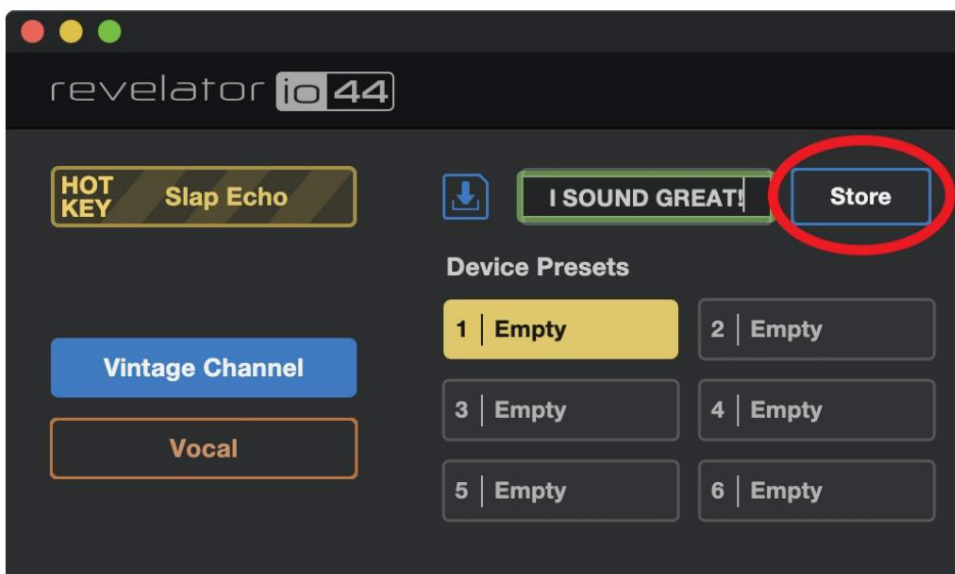 revelator io 44
HOT KEY
Slap Echo
I SOUND GREAT!
Store
Device Presets
1 | Empty
2 | Empty
Vintage Channel
3 | Empty
4 | Empty
Vocal
5 | Empty
6 | Empty